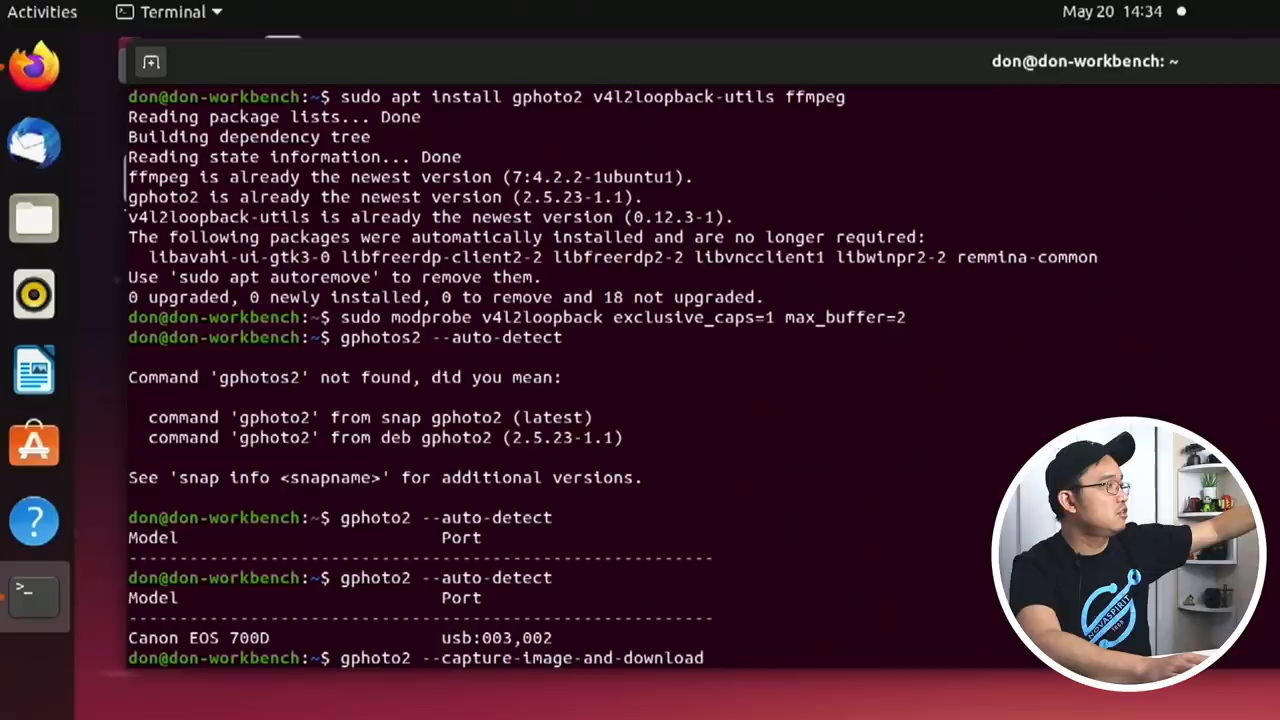 Activities
Terminal
May 20 14:34
don@don-workbench: ~
don@don-workbench:~$ sudo apt install gphoto2 v4l2loopback-utils ffmpeg
Reading package lists... Done
Building dependency tree
Reading state information... Done
ffmpeg is already the newest version (7:4.2.2-1ubuntu1).
gphoto2 is already the newest version (2.5.23-1.1).
v4l2loopback-utils is already the newest version (0.12.3-1).
The following packages were automatically installed and are no longer required:
libavahi-ui-gtk3-0 libfreerdp-client2-2 libfreerdp2-2 libvncclient1 libwinpr2-2 remmina-common
Use 'sudo apt autoremove' to remove them.
0 upgraded, 0 newly installed, 0 to remove and 18 not upgraded.
don@don-workbench:~$ sudo modprobe v4l2loopback exclusive_caps=1 max_buffer=2
don@don-workbench:~$ gphotos2 --auto-detect
Command 'gphotos2' not found, did you mean:
command 'gphoto2' from snap gphoto2 (latest)
command 'gphoto2' from deb gphoto2 (2.5.23-1.1)
See 'snap info <snapname>' for additional versions.
don@don-workbench:~$ gphoto2 --auto-detect
Model Port
----------------------------------------------------------
don@don-workbench:~$ gphoto2 --auto-detect
Model Port
----------------------------------------------------------
Canon EOS 700D usb:003,002
don@don-workbench:~$ gphoto2 --capture-image-and-download
NOVASPIRIT